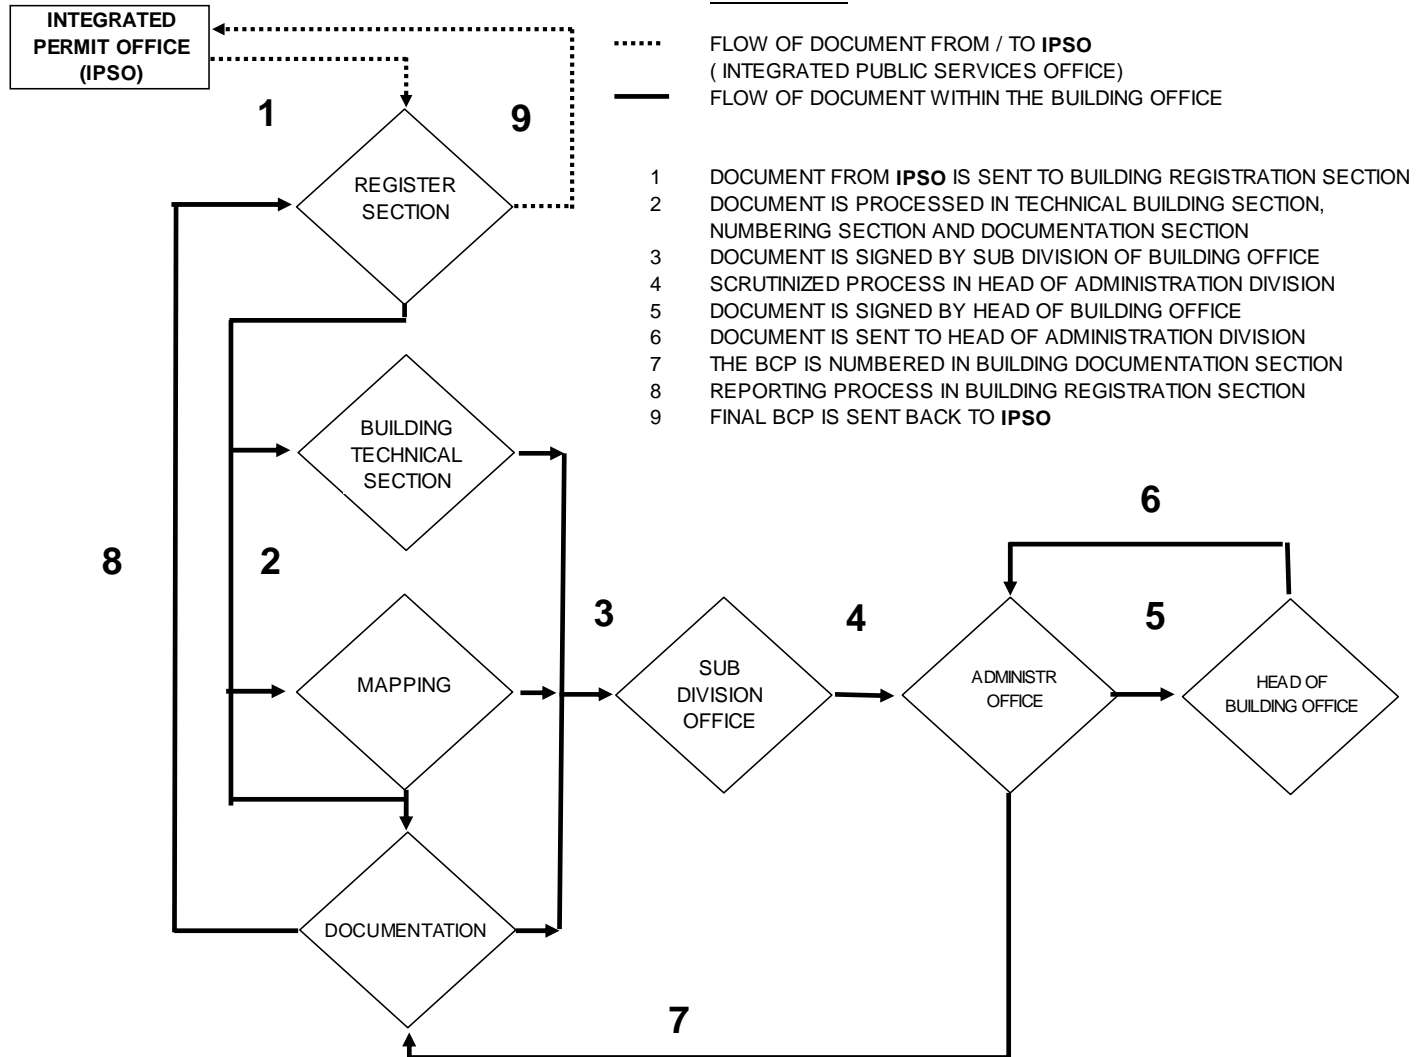 INTEGRATED
PERMIT OFFICE
(IPSO)
FLOW OF DOCUMENT FROM / TO IPSO
( INTEGRATED PUBLIC SERVICES OFFICE)
FLOW OF DOCUMENT WITHIN THE BUILDING OFFICE
1
9
REGISTER
SECTION
1 DOCUMENT FROM IPSO IS SENT TO BUILDING REGISTRATION SECTION
2 DOCUMENT IS PROCESSED IN TECHNICAL BUILDING SECTION,
NUMBERING SECTION AND DOCUMENTATION SECTION
3 DOCUMENT IS SIGNED BY SUB DIVISION OF BUILDING OFFICE
4 SCRUTINIZED PROCESS IN HEAD OF ADMINISTRATION DIVISION
5 DOCUMENT IS SIGNED BY HEAD OF BUILDING OFFICE
6 DOCUMENT IS SENT TO HEAD OF ADMINISTRATION DIVISION
7 THE BCP IS NUMBERED IN BUILDING DOCUMENTATION SECTION
8 REPORTING PROCESS IN BUILDING REGISTRATION SECTION
9 FINAL BCP IS SENT BACK TO IPSO
BUILDING
TECHNICAL
SECTION
6
8
2
3
4
5
MAPPING
SUB
DIVISION
OFFICE
ADMINISTR
OFFICE
HEAD OF
BUILDING OFFICE
DOCUMENTATION
7